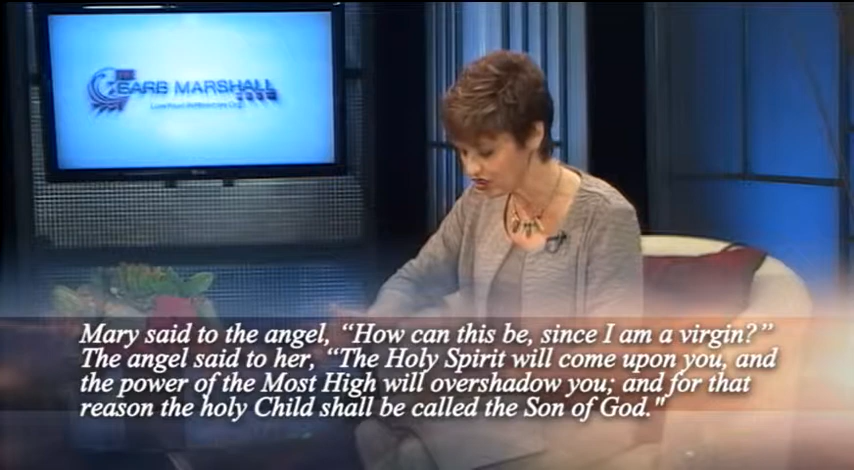 THE
BARB MARSHALL
SHOW
Mary said to the angel, “How can this be, since I am a virgin?”
The angel said to her, “The Holy Spirit will come upon you, and
the power of the Most High will overshadow you; and for that
reason the holy Child shall be called the Son of God."